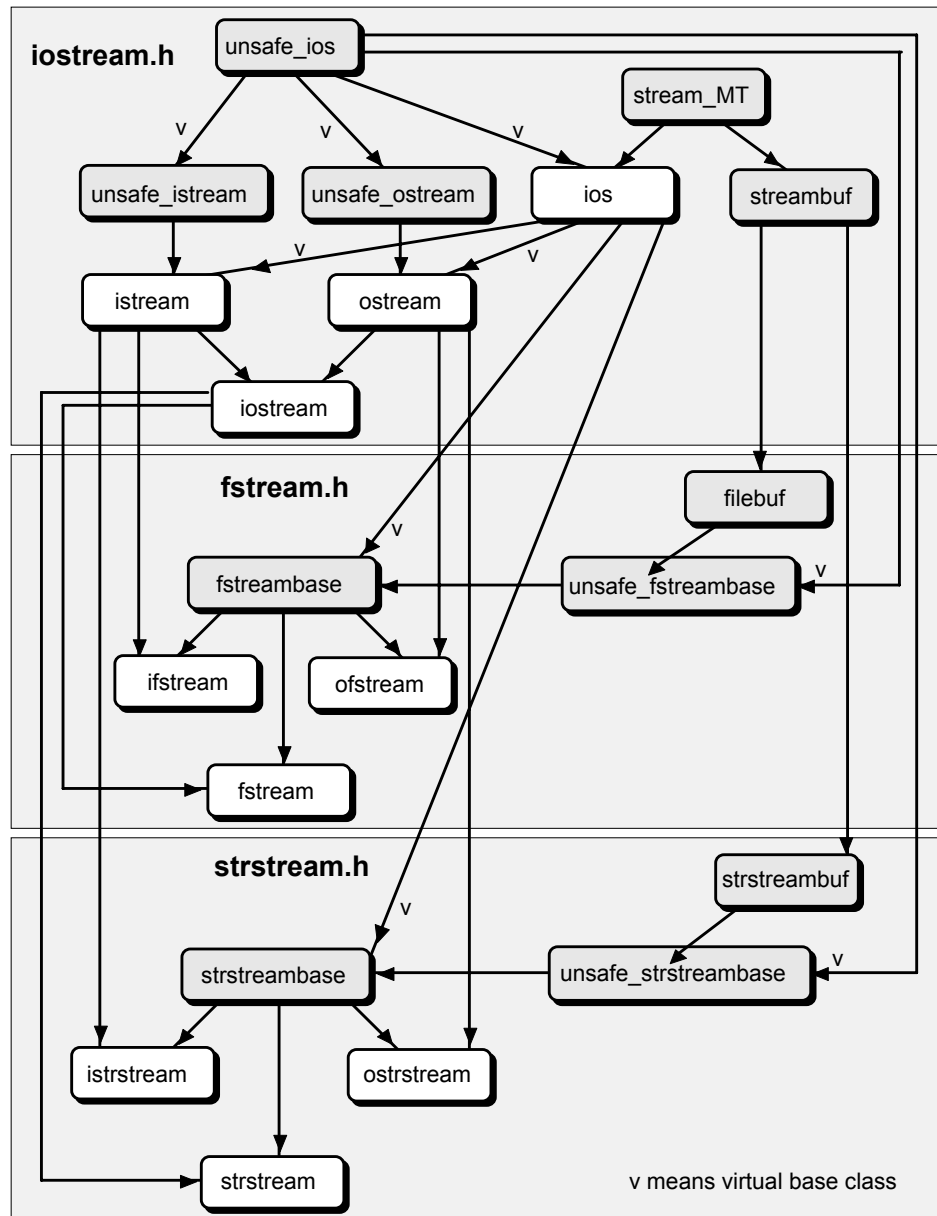 iostream.h
unsafe_ios
stream_MT
v
v
v
unsafe_istream
unsafe_ostream
ios
streambuf
v
v
istream
ostream
iostream
fstream.h
filebuf
v
fstreambase
unsafe_fstreambase
v
ifstream
ofstream
fstream
strstream.h
strstreambuf
v
strstreambase
unsafe_strstreambase
v
istrstream
ostrstream
strstream
v means virtual base class